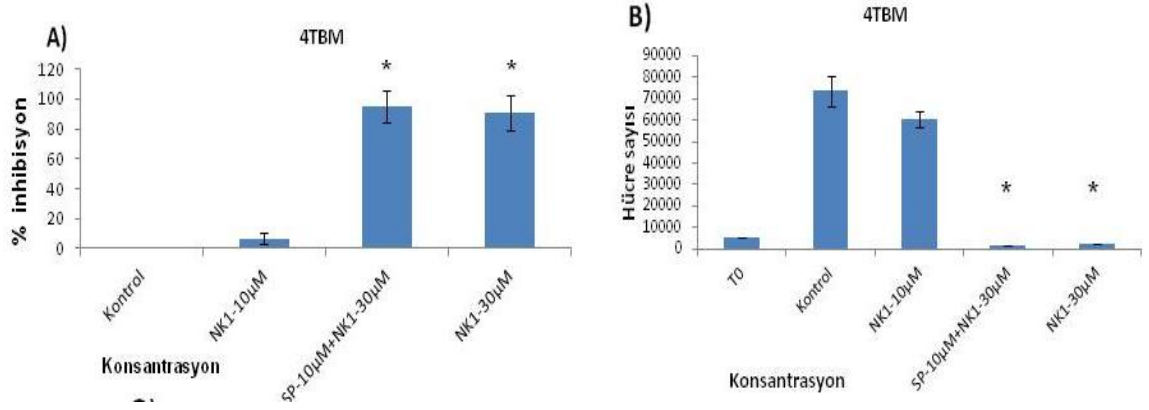 A)
4TBM
% inhibisyon
120
100
80
60
40
20
0
*
*
Kontrol
NK1-10µM
SP-10µM+NK1-30µM
NK1-30µM
Konsantrasyon
B)
4TBM
Hücre sayısı
90000
80000
70000
60000
50000
40000
30000
20000
10000
0
*
*
T0
Kontrol
NK1-10µM
SP-10µM+NK1-30µM
NK1-30µM
Konsantrasyon